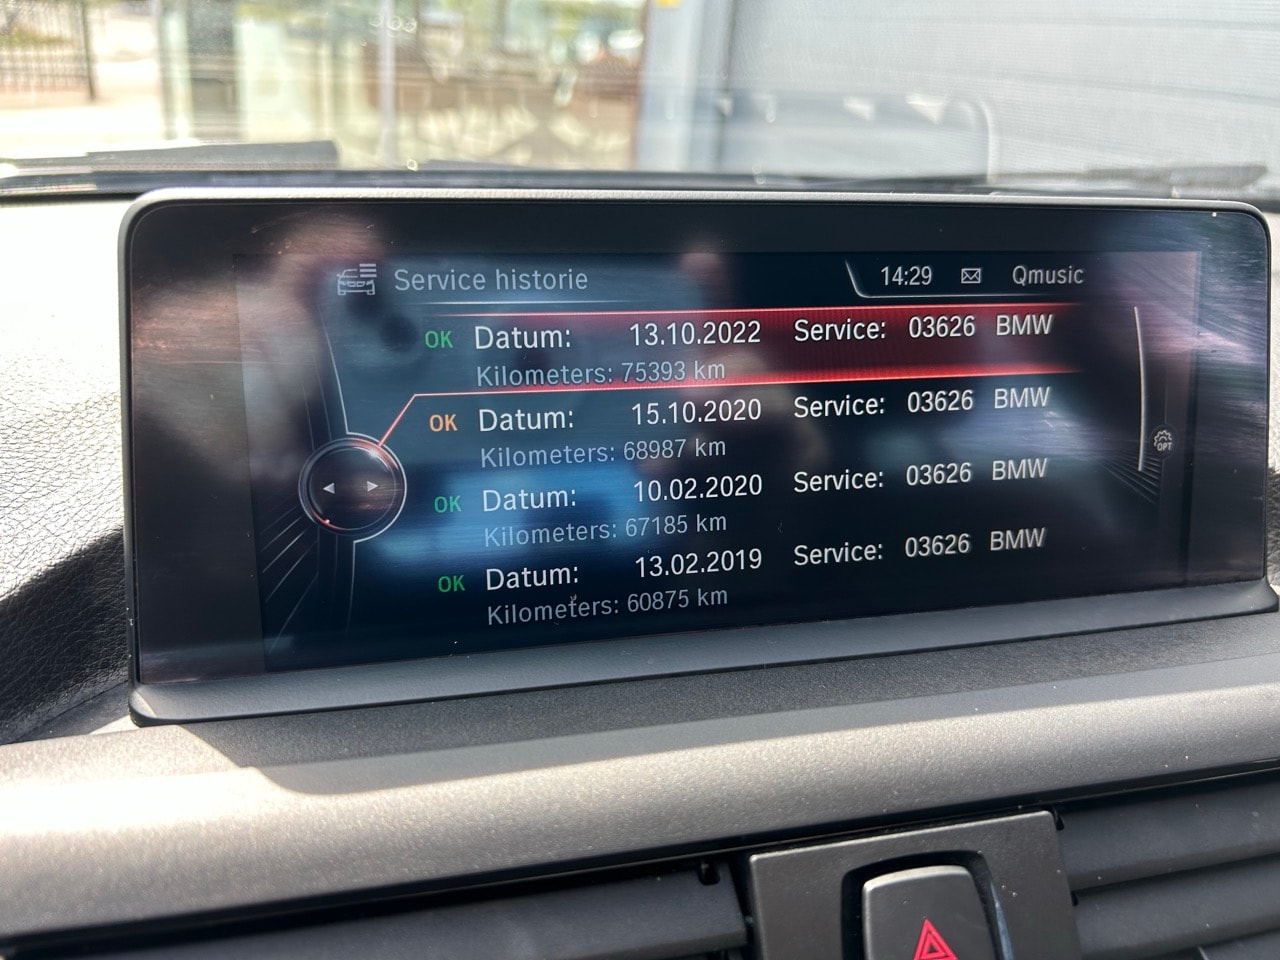 Service historie 14:29 Qmusic
OK Datum: 13.10.2022 Service: 03626 BMW
Kilometers: 75393 km
OK Datum: 15.10.2020 Service: 03626 BMW
Kilometers: 68987 km
OK Datum: 10.02.2020 Service: 03626 BMW
Kilometers: 67185 km
OK Datum: 13.02.2019 Service: 03626 BMW
Kilometers: 60875 km
OPT